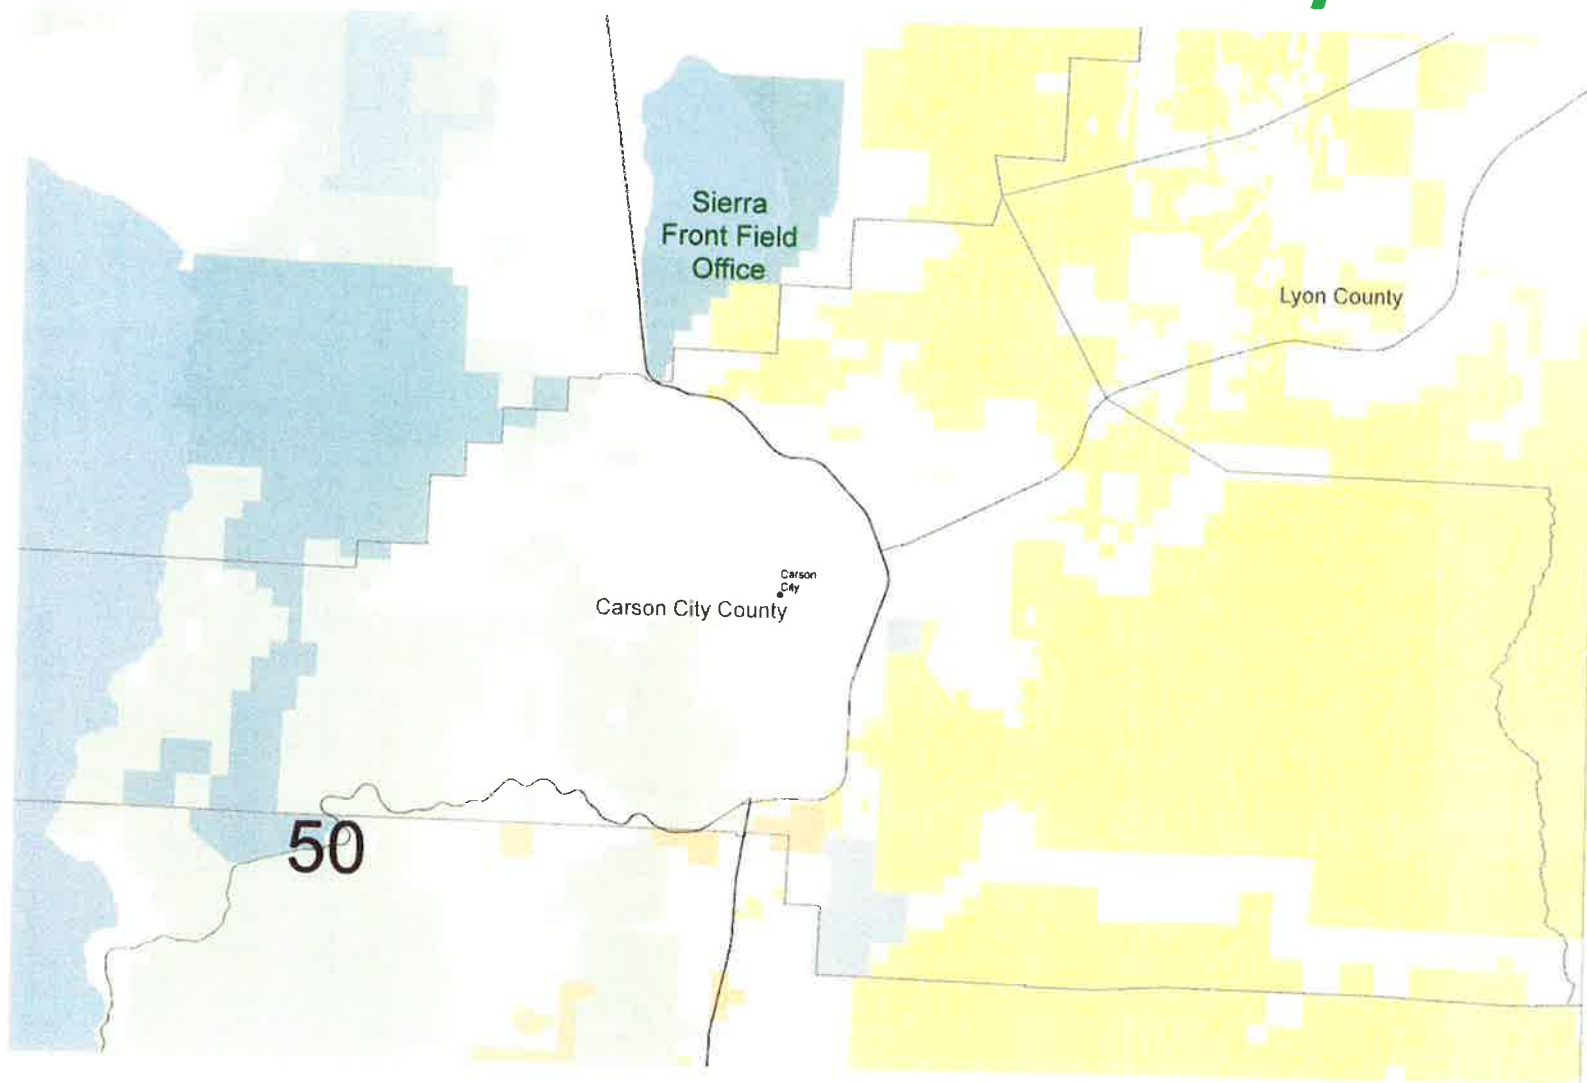 Sierra
Front Field
Office
Lyon County
Carson
City
Carson City County
50